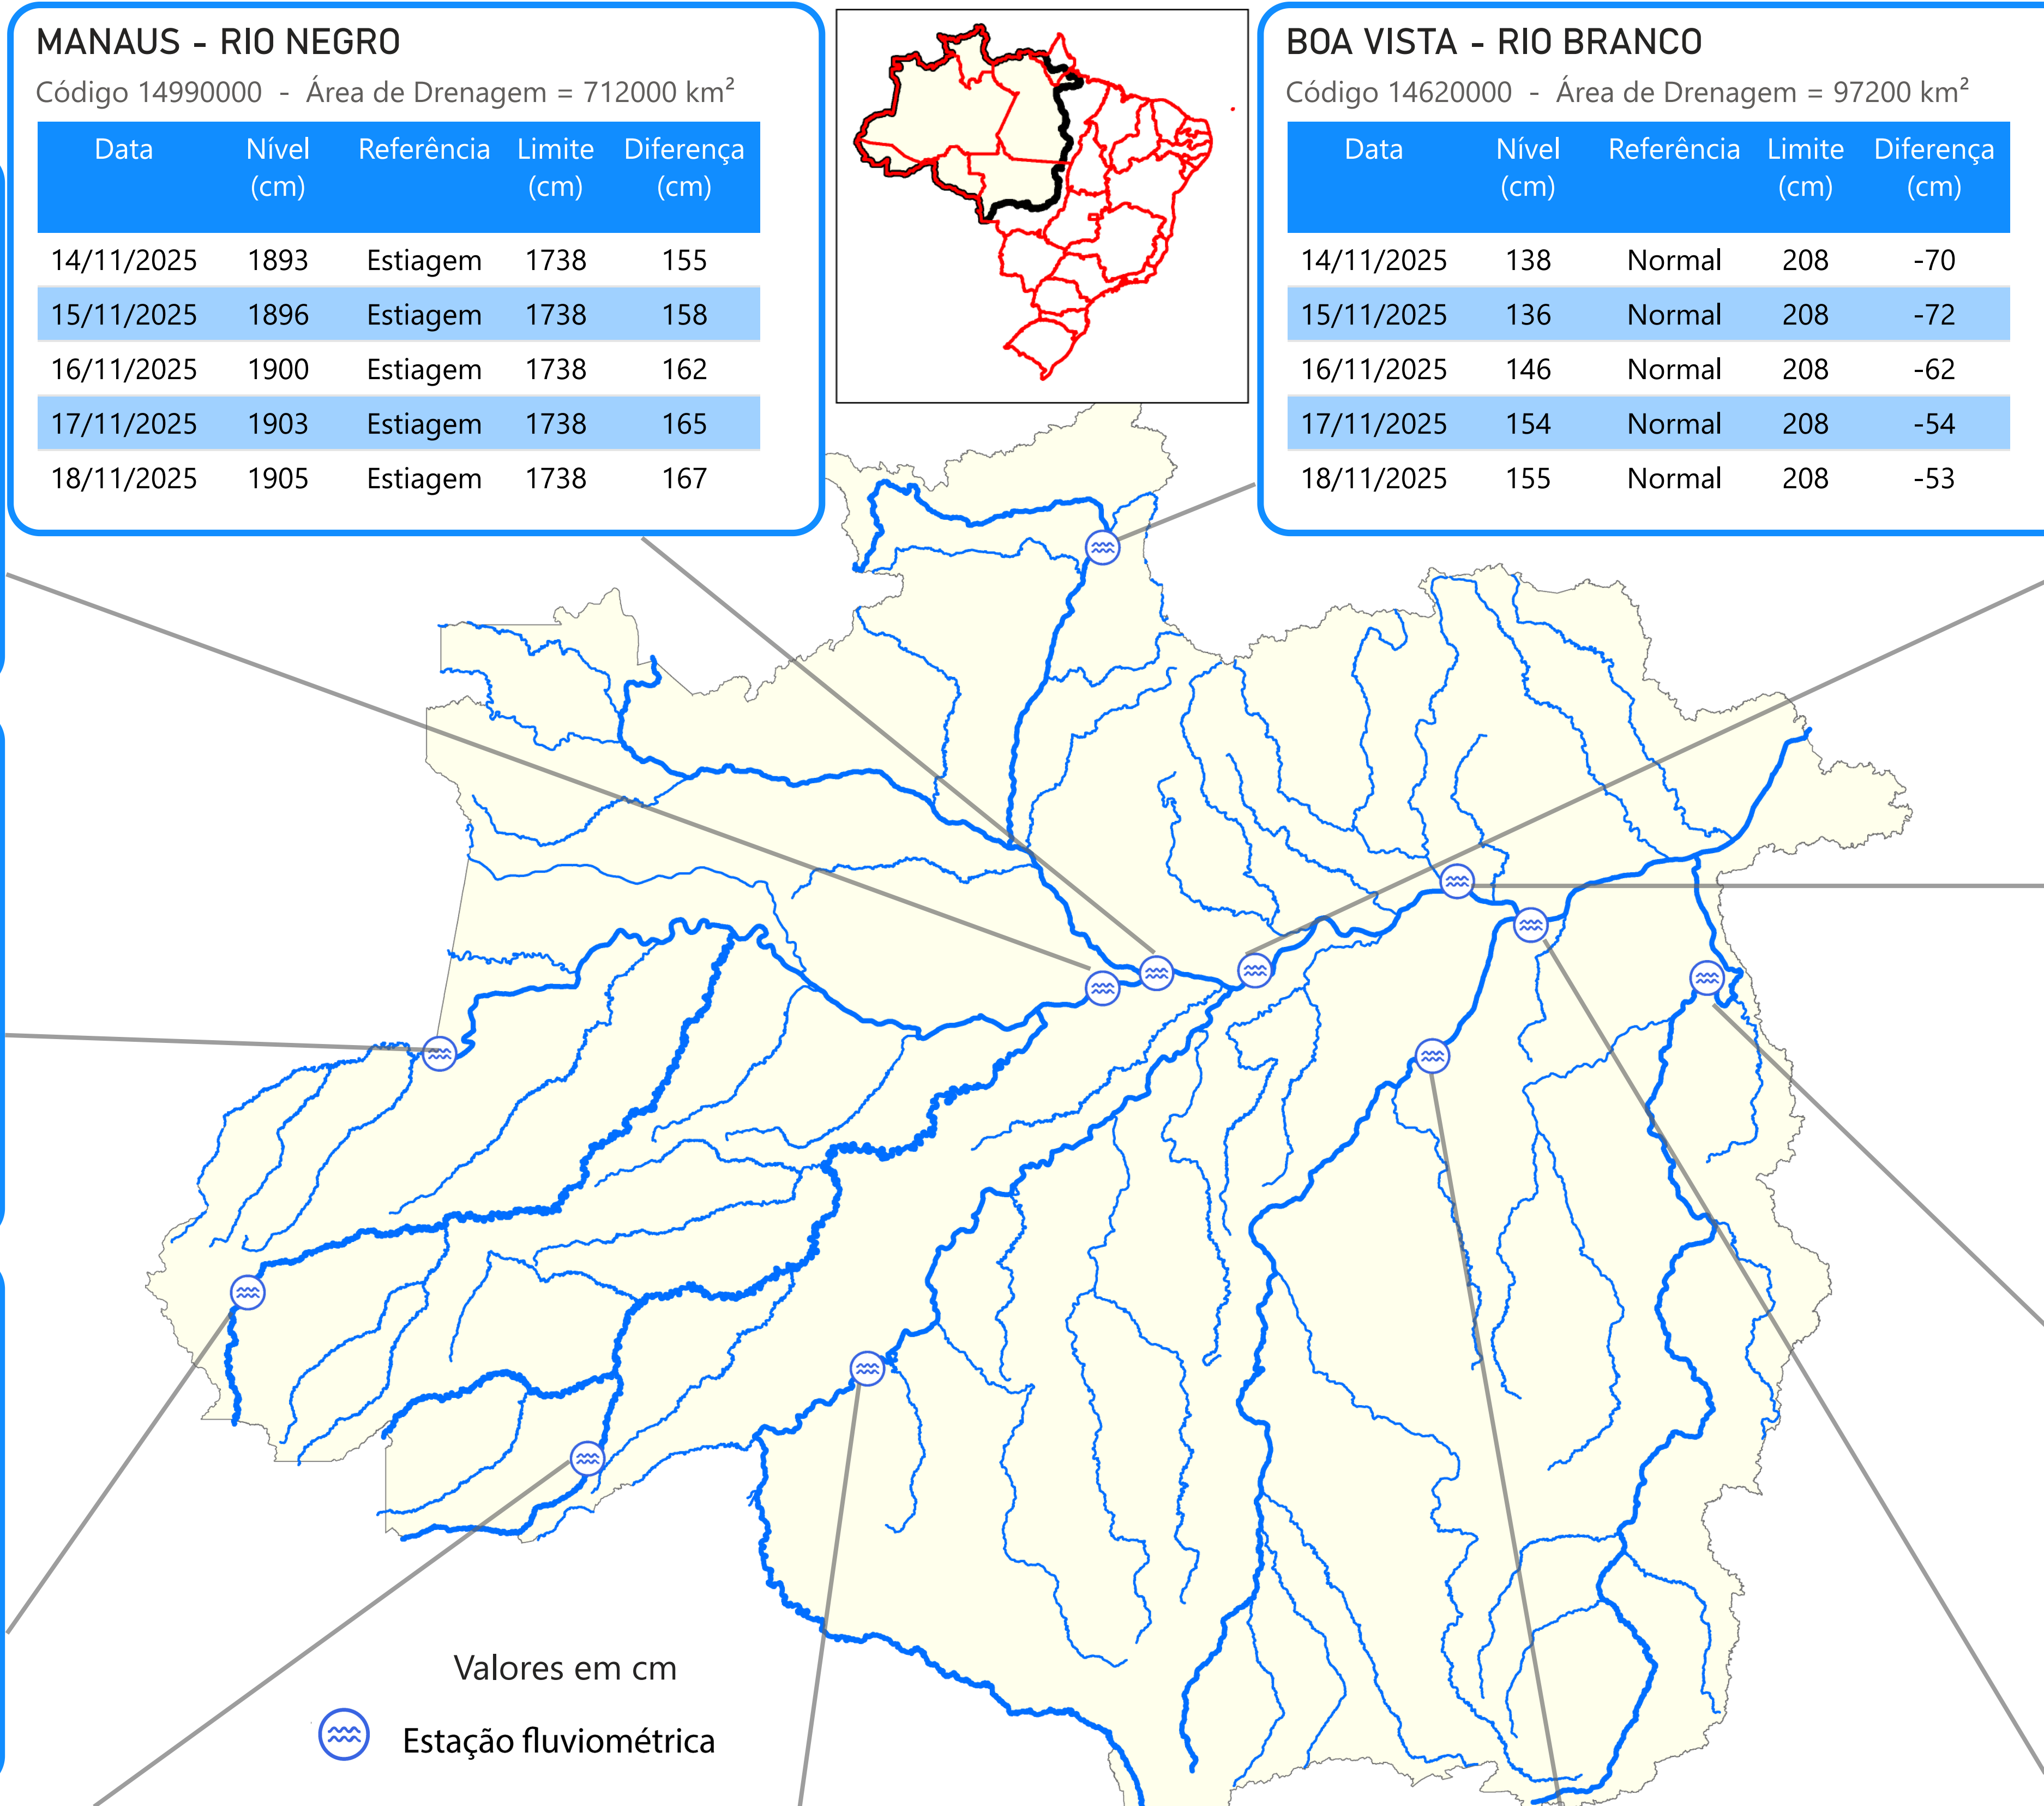 MANAUS - RIO NEGRO
Código 14990000 - Área de Drenagem = 712000 km²
Data Nível (cm) Referência Limite (cm) Diferença (cm)
14/11/2025 1893 Estiagem 1738 155
15/11/2025 1896 Estiagem 1738 158
16/11/2025 1900 Estiagem 1738 162
17/11/2025 1903 Estiagem 1738 165
18/11/2025 1905 Estiagem 1738 167
BOA VISTA - RIO BRANCO
Código 14620000 - Área de Drenagem = 97200 km²
Data Nível (cm) Referência Limite (cm) Diferença (cm)
14/11/2025 138 Normal 208 -70
15/11/2025 136 Normal 208 -72
16/11/2025 146 Normal 208 -62
17/11/2025 154 Normal 208 -54
18/11/2025 155 Normal 208 -53
Valores em cm
Estação fluviométrica